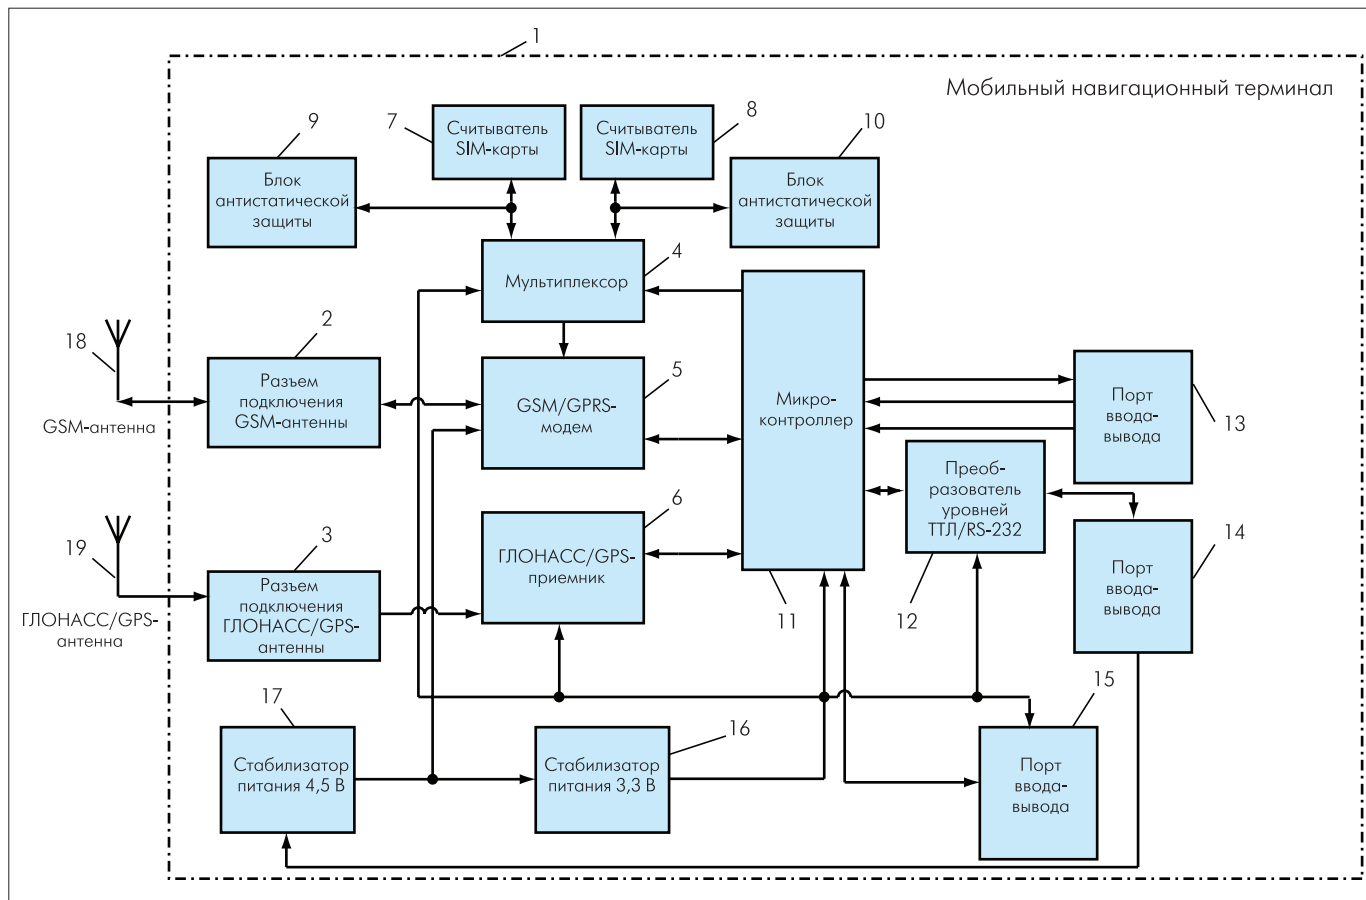 1
Мобильный навигационный терминал
9
7
8
10
Считыватель
SIM-карты
Считыватель
SIM-карты
Блок
антистатической
защиты
Блок
антистатической
защиты
4
Мультиплексор
18
2
5
Разъем
подключения
GSM-антенны
GSM-антенна
GSM/GPRS-
модем
Микро-
контроллер
Порт
ввода-
вывода
13
Преоб-
разователь
уровней
ТТЛ/RS-232
19
3
6
14
ГЛОНАСС/GPS-
приемник
Разъем
подключения
ГЛОНАСС/GPS-
антенны
ГЛОНАСС/GPS-
антенна
11
12
Порт
ввода-
вывода
17
16
15
Стабилизатор
питания 4,5 В
Стабилизатор
питания 3,3 В
Порт
ввода-
вывода